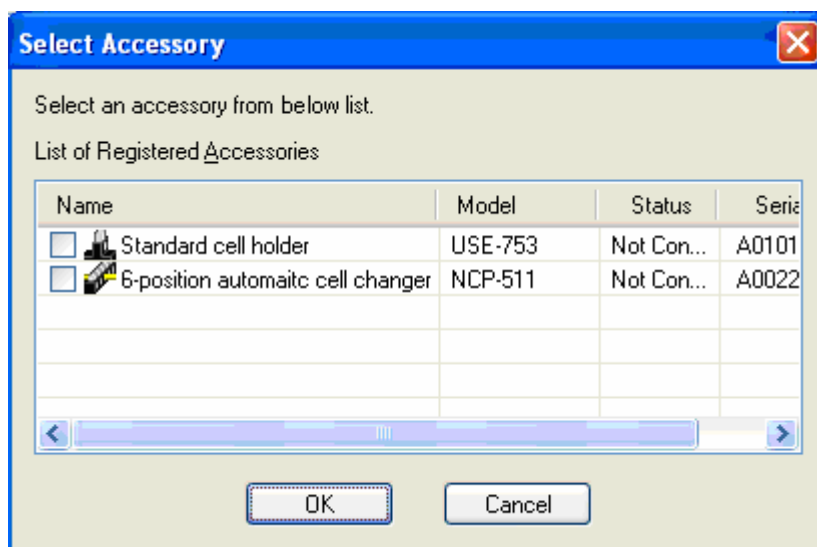 Select Accessory
Select an accessory from below list.
List of Registered Accessories
Name Model Status Seria
Standard cell holder USE-753 Not Con... A0101
6-position automaitc cell changer NCP-511 Not Con... A0022
OK Cancel